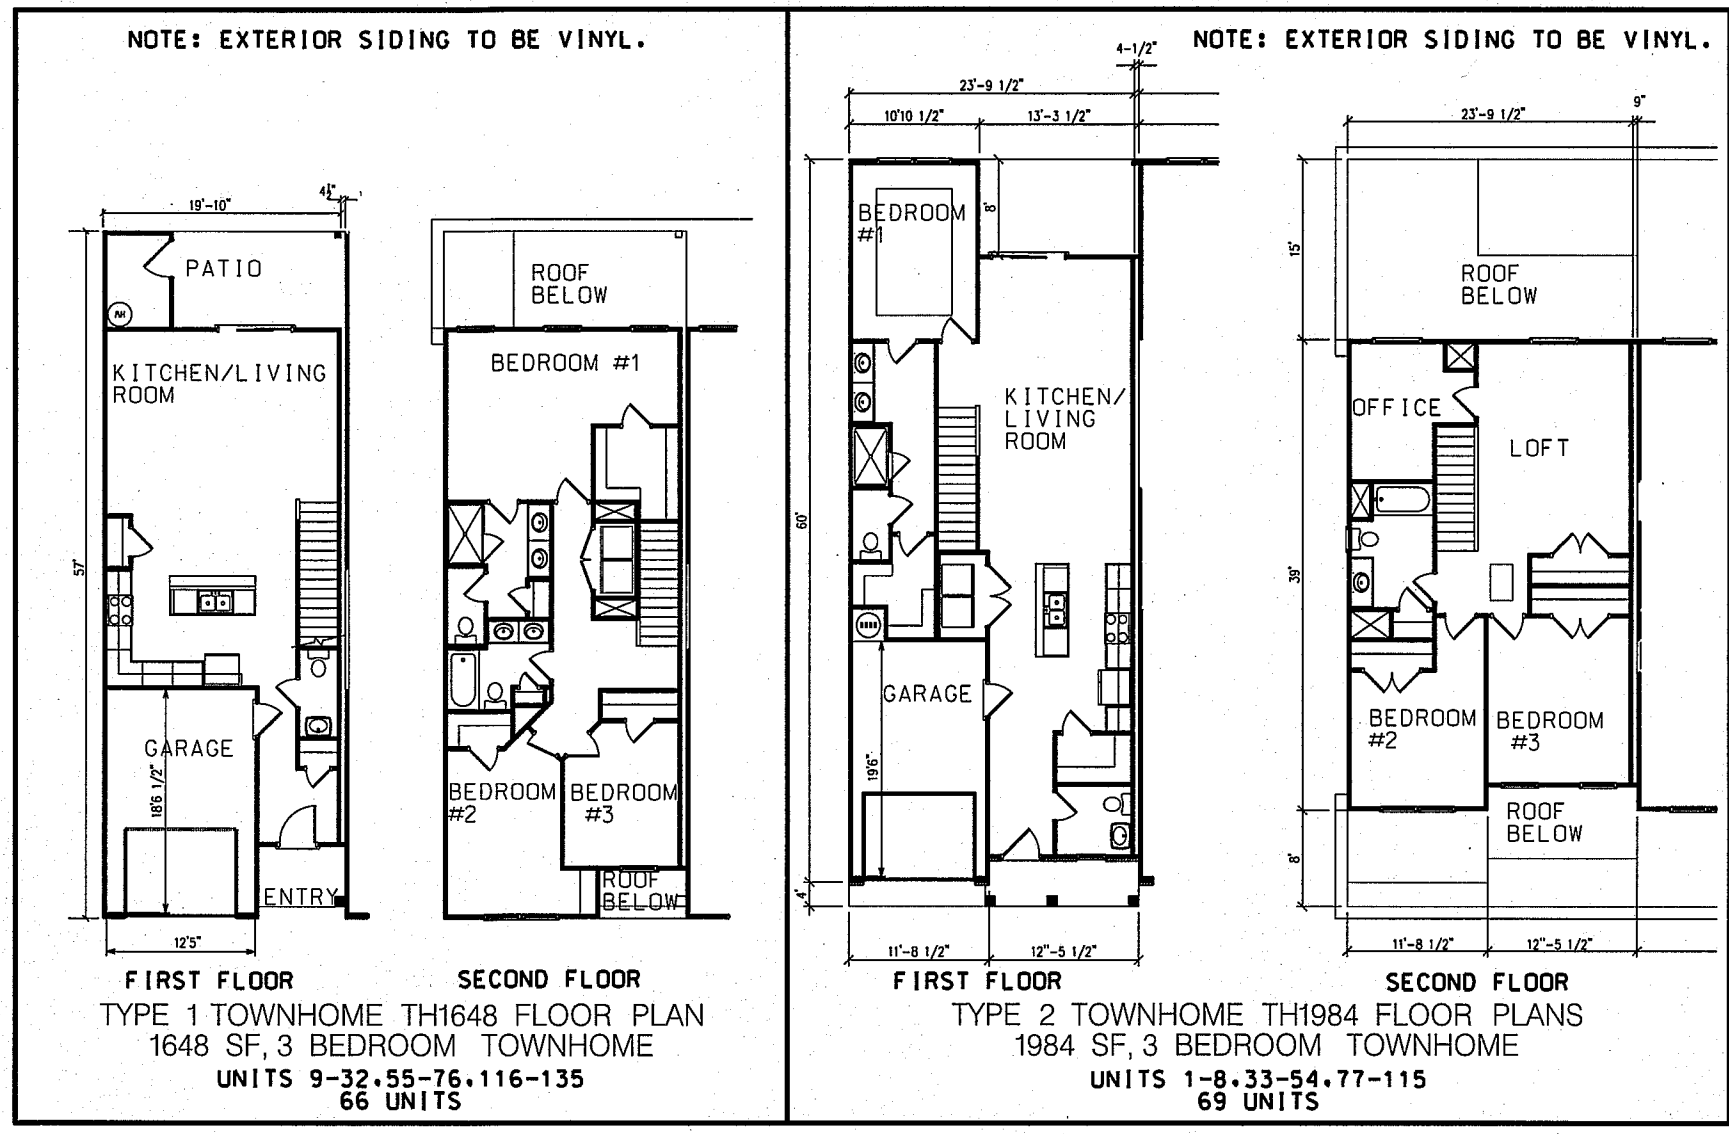 NOTE: EXTERIOR SIDING TO BE VINYL.
19'-10"
PATIO
AH
KITCHEN/LIVING
ROOM
57'
GARAGE
18'6 1/2"
ENTRY
12'5"
FIRST FLOOR
ROOF
BELOW
BEDROOM #1
BEDROOM
#2
BEDROOM
#3
ROOF
BELOW
SECOND FLOOR
TYPE 1 TOWNHOME TH1648 FLOOR PLAN
1648 SF, 3 BEDROOM TOWNHOME
UNITS 9-32,55-76,116-135
66 UNITS
NOTE: EXTERIOR SIDING TO BE VINYL.
4-1/2"
23'-9 1/2"
10'10 1/2"
13'-3 1/2"
BEDROOM
#1
8'
KITCHEN/
LIVING
ROOM
60'
GARAGE
19'6"
4'
11'-8 1/2"
12"-5 1/2"
FIRST FLOOR
9"
23'-9 1/2"
15'
ROOF
BELOW
OFFICE
LOFT
39'
BEDROOM
#2
BEDROOM
#3
ROOF
BELOW
8'
11'-8 1/2"
12"-5 1/2"
SECOND FLOOR
TYPE 2 TOWNHOME TH1984 FLOOR PLANS
1984 SF, 3 BEDROOM TOWNHOME
UNITS 1-8,33-54,77-115
69 UNITS